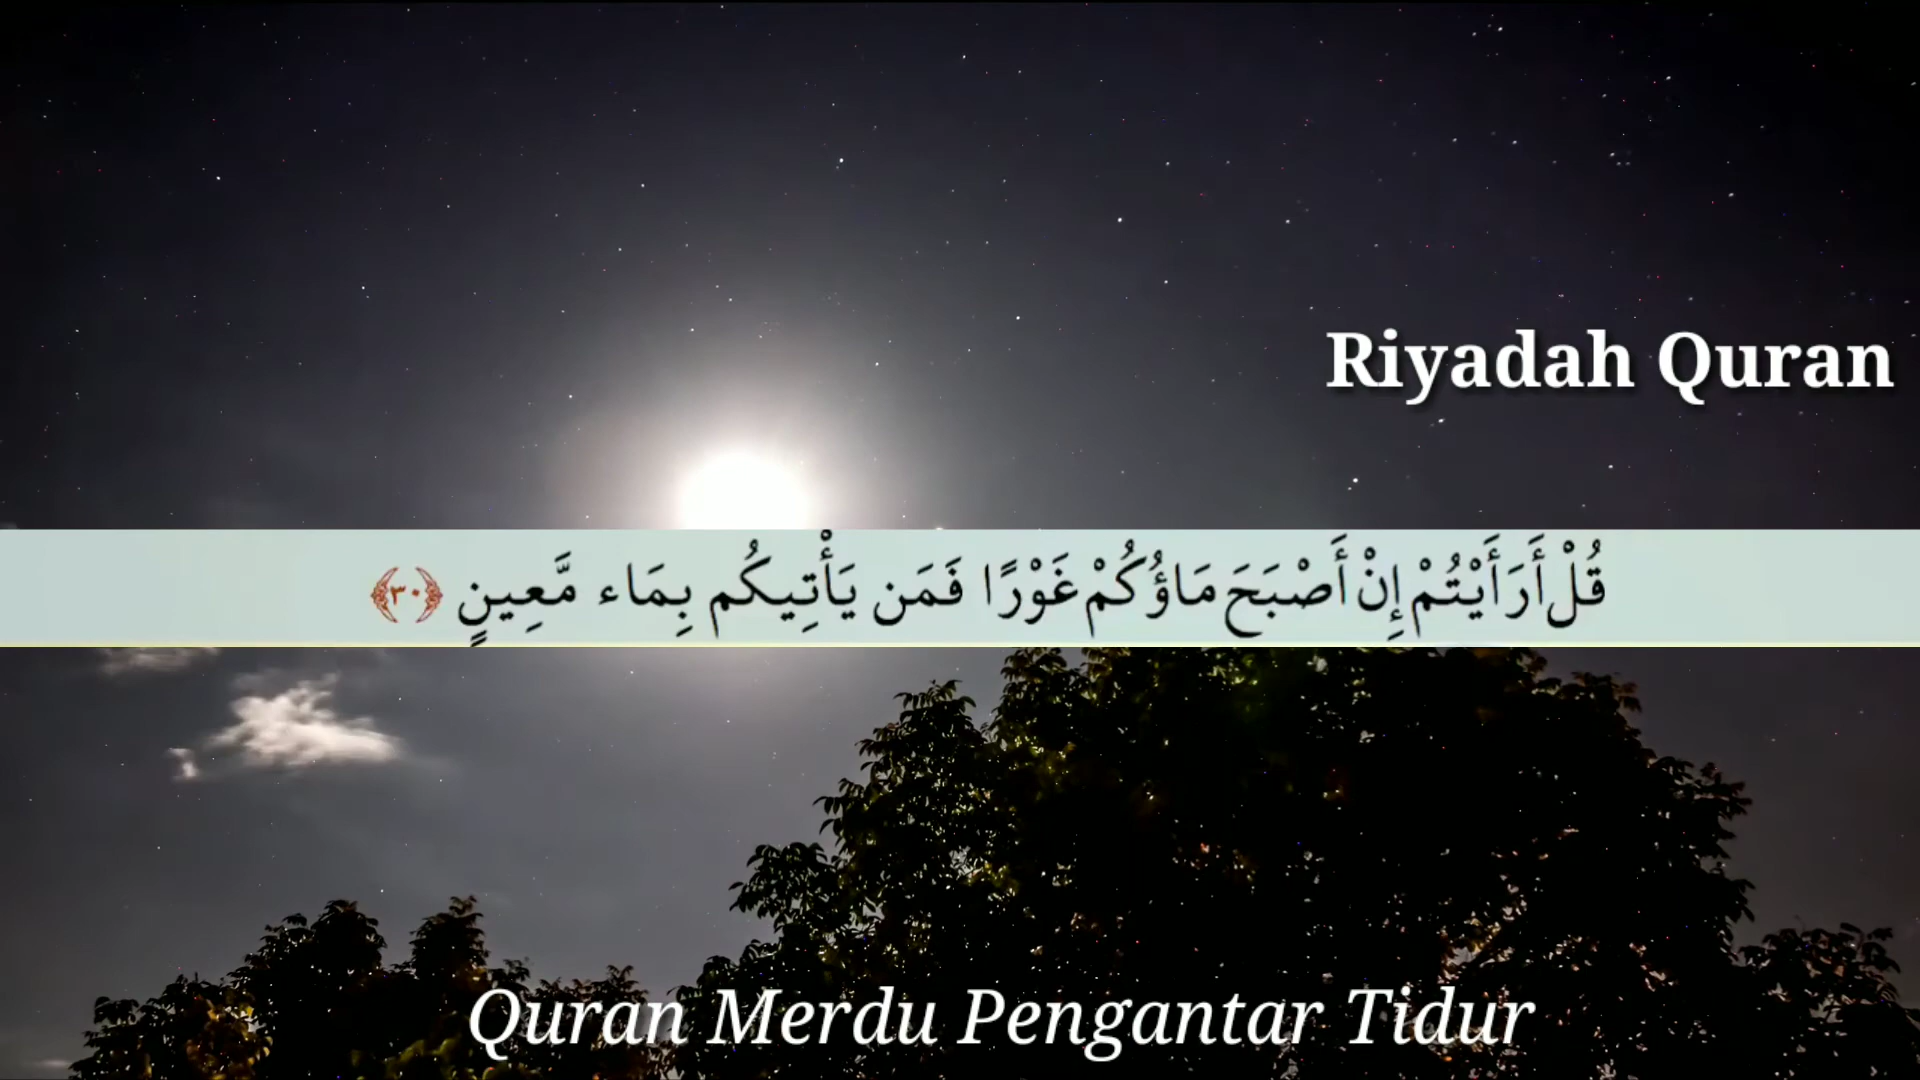 Riyadah Quran
قُلْ أَرَأَيْتُمْ إِنْ أَصْبَحَ مَاؤُكُمْ غَوْرًا فَمَن يَأْتِيكُم بِمَاء مَّعِينٍ ﴿٣٠﴾
Quran Merdu Pengantar Tidur